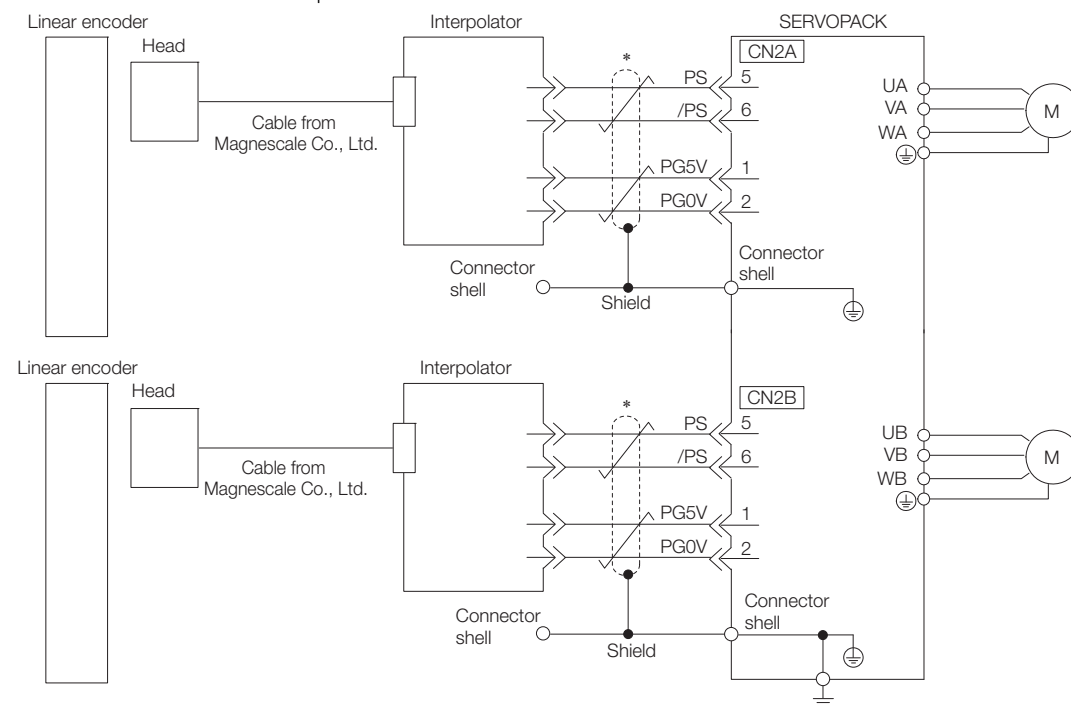 Linear encoder
Head
Interpolator
SERVOPACK
CN2A
*
PS
5
/PS
6
PG5V
1
PG0V
2
Cable from
Magnescale Co., Ltd.
Connector
shell
Shield
Connector
shell
UA
VA
WA
M
Linear encoder
Head
Interpolator
CN2B
*
PS
5
/PS
6
PG5V
1
PG0V
2
Cable from
Magnescale Co., Ltd.
Connector
shell
Shield
Connector
shell
UB
VB
WB
M